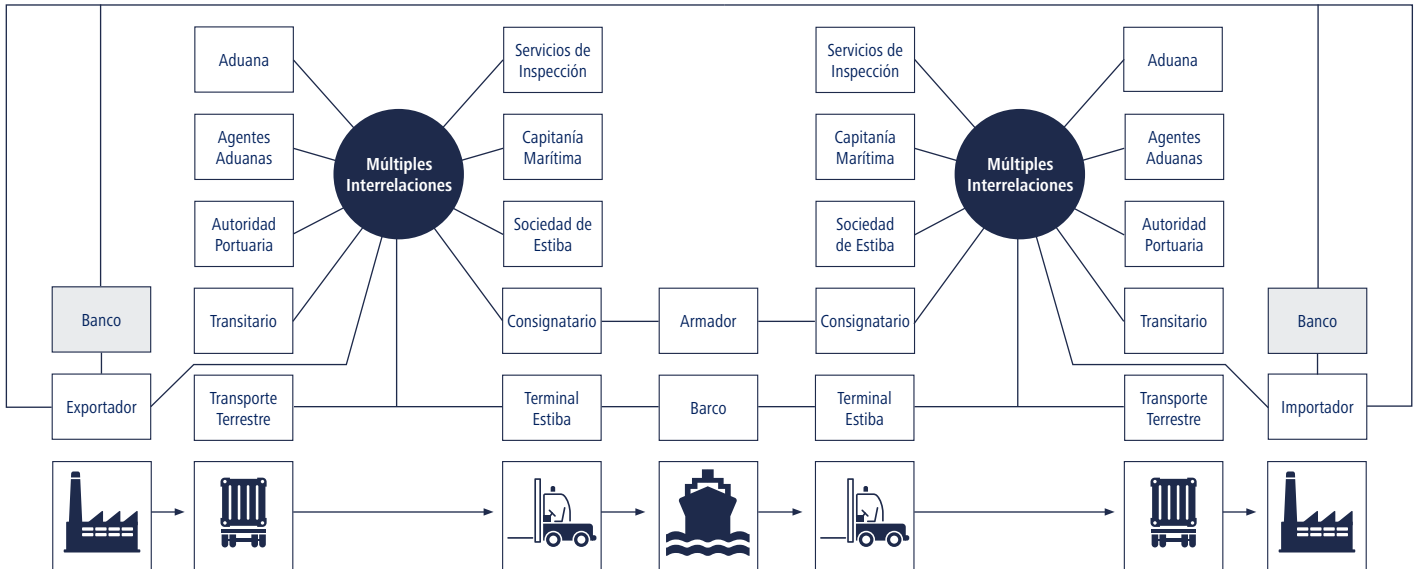 Aduana
Servicios de
Inspección
Servicios de
Inspección
Aduana
Agentes
Aduanas
Múltiples
Interrelaciones
Capitanía
Marítima
Capitanía
Marítima
Múltiples
Interrelaciones
Agentes
Aduanas
Autoridad
Portuaria
Sociedad de
Estiba
Sociedad
de Estiba
Autoridad
Portuaria
Banco
Transitario
Consignatario
Armador
Consignatario
Transitario
Banco
Exportador
Transporte
Terrestre
Terminal
Estiba
Barco
Terminal
Estiba
Transporte
Terrestre
Importador